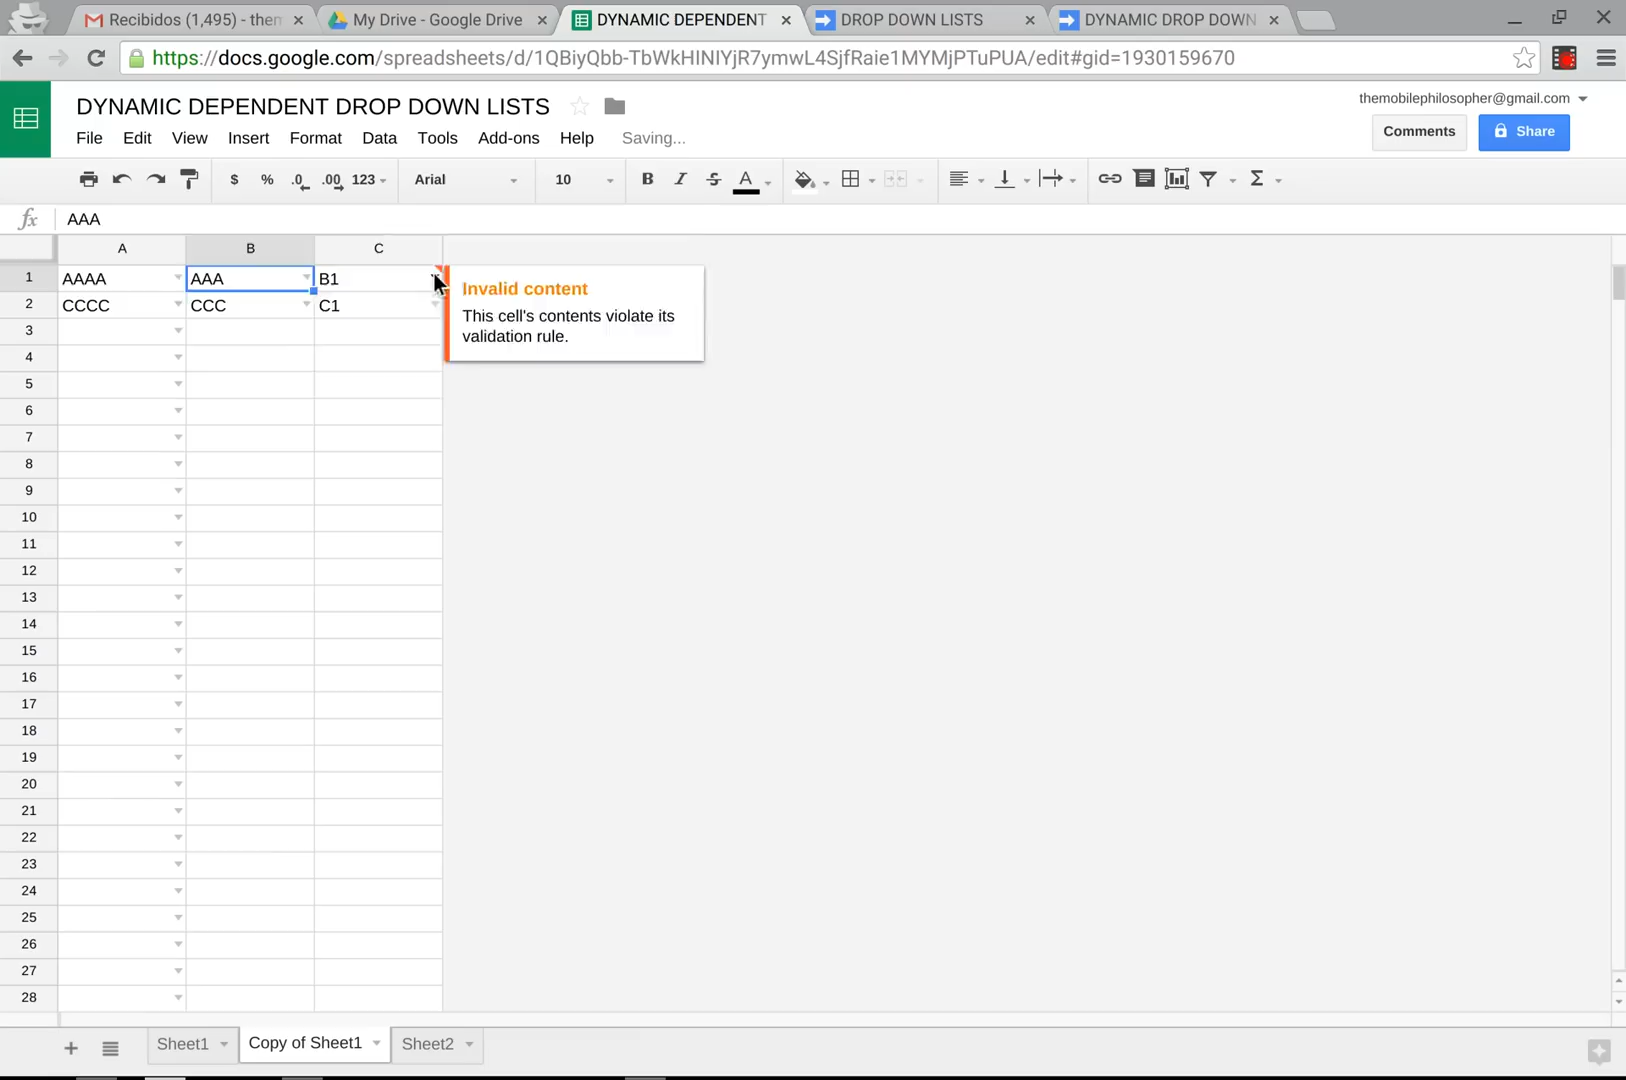 Recibidos (1,495) - them
My Drive - Google Drive
DYNAMIC DEPENDENT
DROP DOWN LISTS
DYNAMIC DROP DOWN
https://docs.google.com/spreadsheets/d/1QBiyQbb-TbWkHINIYjR7ymwL4SjfRaie1MYMjPTuPUA/edit#gid=1930159670
DYNAMIC DEPENDENT DROP DOWN LISTS
themobilephilosopher@gmail.com
File Edit View Insert Format Data Tools Add-ons Help Saving...
Comments
Share
$ % .0 .00 123 Arial 10 B I S A Σ
fx AAA
A B C
1 AAAA AAA B1
2 CCCC CCC C1
Invalid content
This cell's contents violate its
validation rule.
3
4
5
6
7
8
9
10
11
12
13
14
15
16
17
18
19
20
21
22
23
24
25
26
27
28
+ Sheet1 Copy of Sheet1 Sheet2